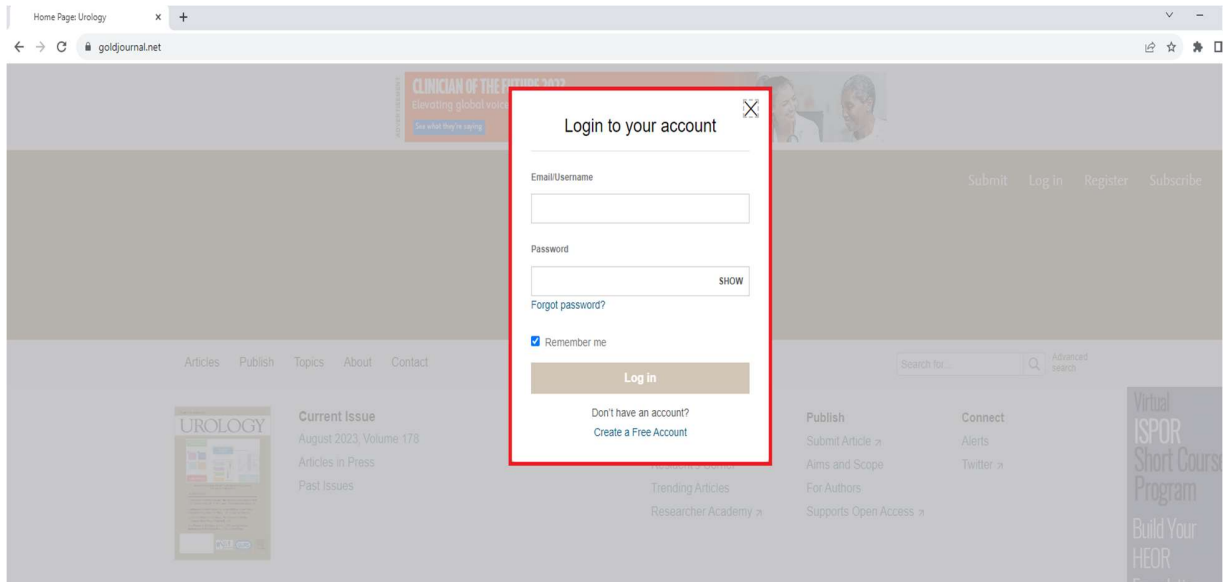 Home Page: Urology
goldjournal.net
CLINICIAN OF THE FUTURE 2023
Elevating global voice
See what they're saying
Login to your account
Submit Log in Register Subscribe
Email/Username
Password
SHOW
Forgot password?
Remember me
Articles Publish Topics About Contact
Search for...
Advanced search
Log in
Don't have an account?
Create a Free Account
UROLOGY
Current Issue
August 2023, Volume 178
Articles in Press
Past Issues
Trending Articles
Researcher Academy
Publish
Submit Article
Aims and Scope
For Authors
Supports Open Access
Connect
Alerts
Twitter
Virtual
ISPOR
Short Course
Program
Build Your
HEOR